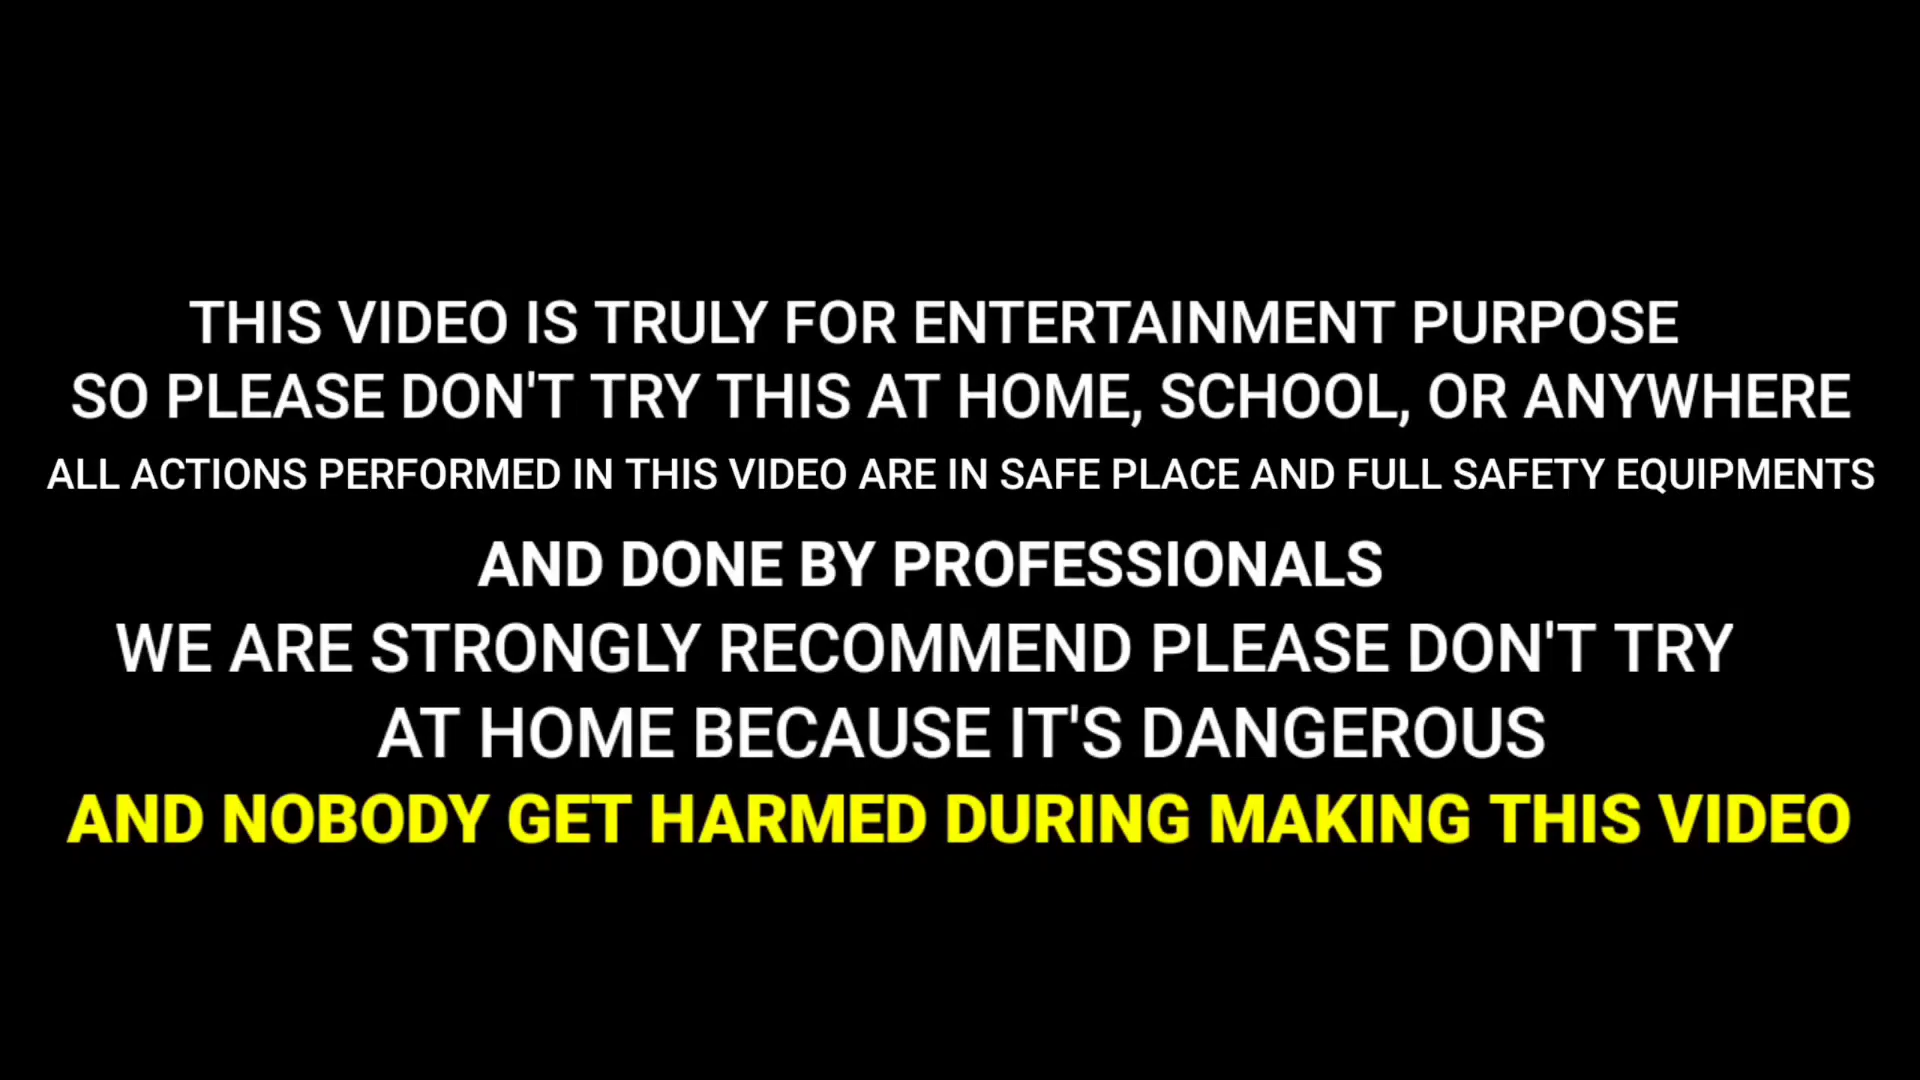 THIS VIDEO IS TRULY FOR ENTERTAINMENT PURPOSE
SO PLEASE DON'T TRY THIS AT HOME, SCHOOL, OR ANYWHERE
ALL ACTIONS PERFORMED IN THIS VIDEO ARE IN SAFE PLACE AND FULL SAFETY EQUIPMENTS
AND DONE BY PROFESSIONALS
WE ARE STRONGLY RECOMMEND PLEASE DON'T TRY
AT HOME BECAUSE IT'S DANGEROUS
AND NOBODY GET HARMED DURING MAKING THIS VIDEO